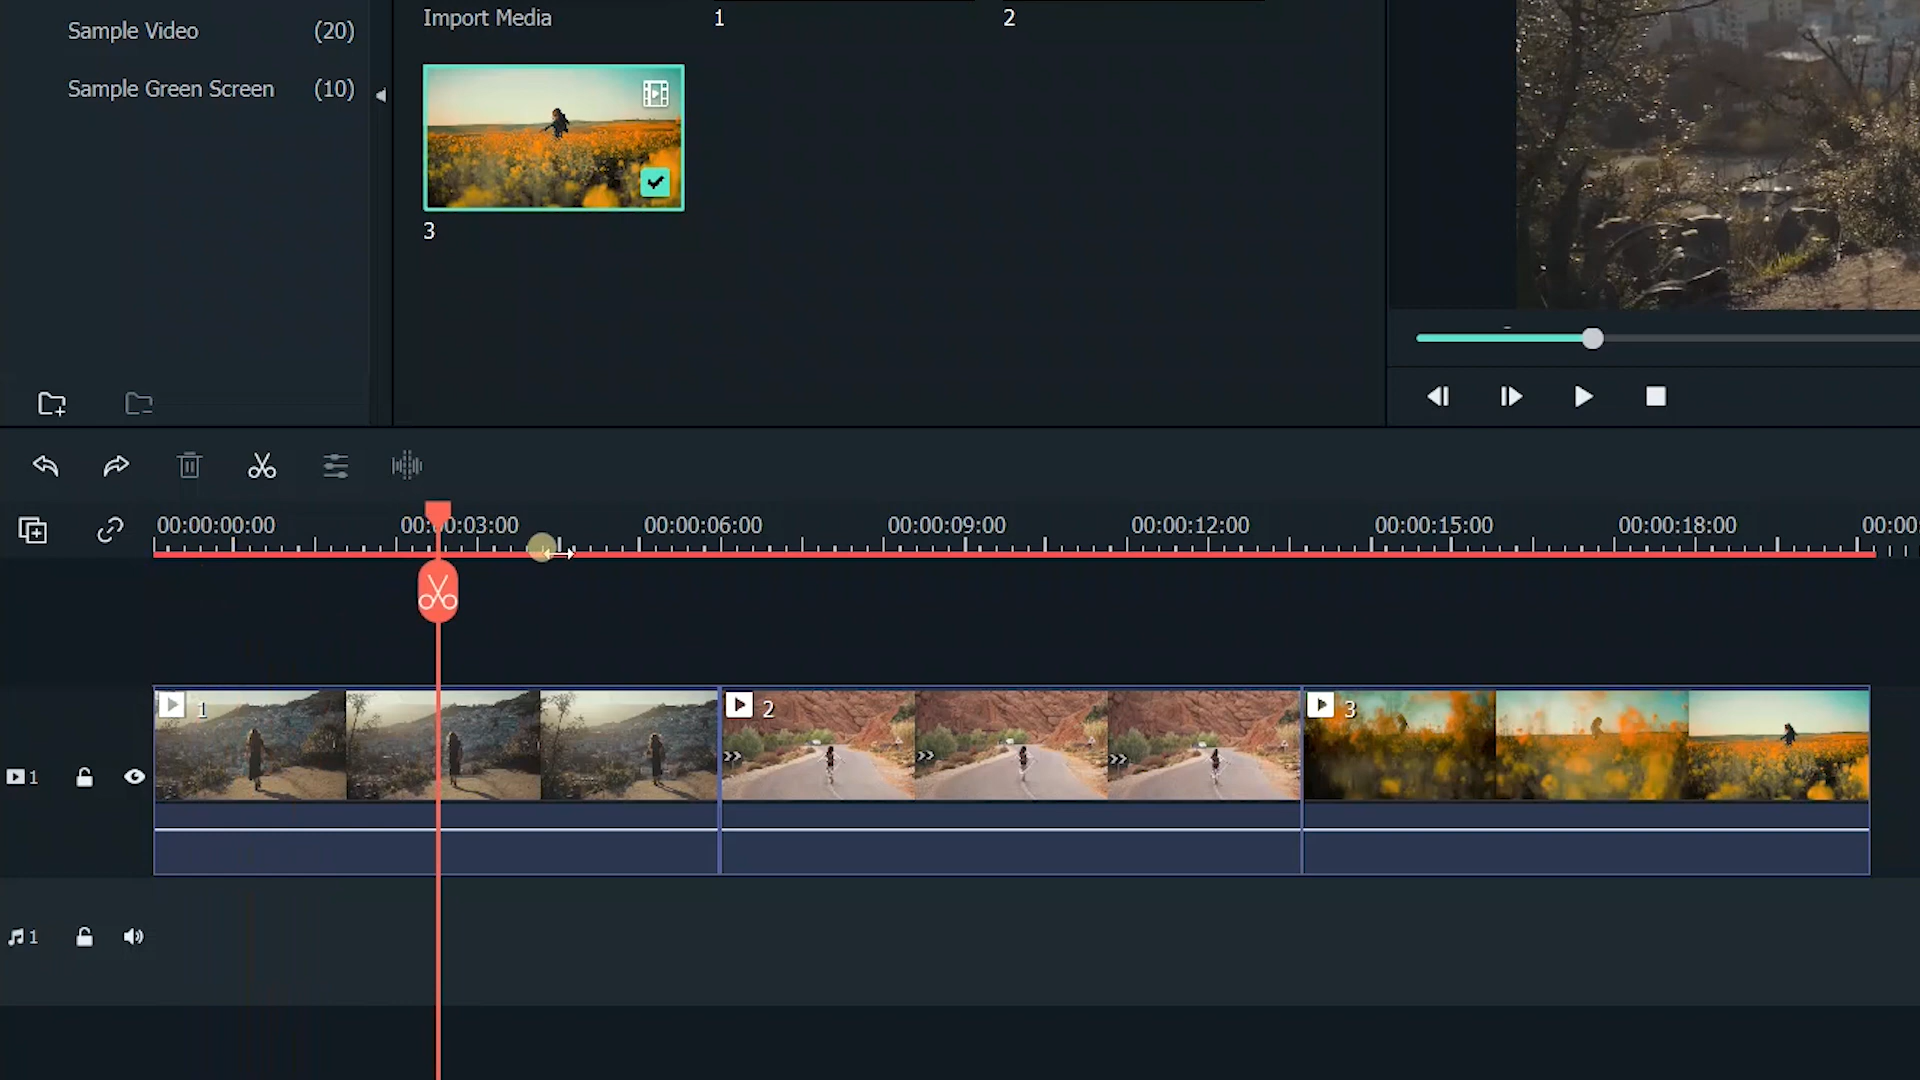 Sample Video (20)
Sample Green Screen (10)
Import Media 1 2
3
00:00:00:00 00:00:03:00 00:00:06:00 00:00:09:00 00:00:12:00 00:00:15:00 00:00:18:00 00:00
1 2 3
1
1